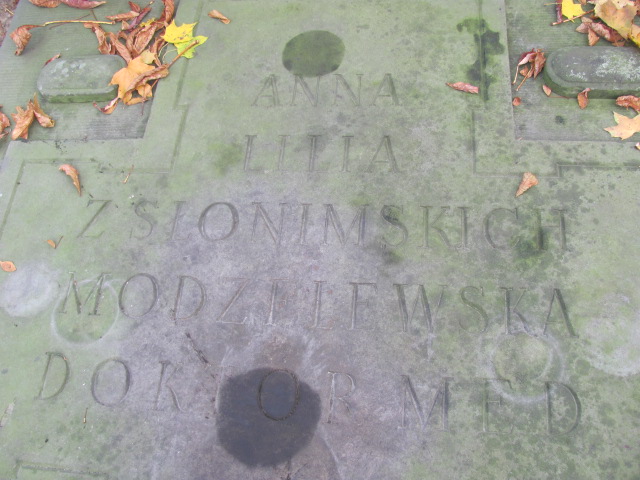 ANNA
LILIA
Z SŁONIMSKICH
MODZELEWSKA
DOKTOR MED